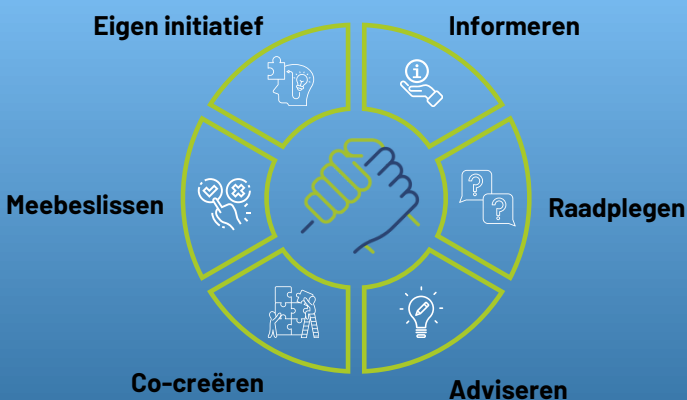 Eigen initiatief
Informeren
Meebeslissen
Raadplegen
Co-creëren
Adviseren